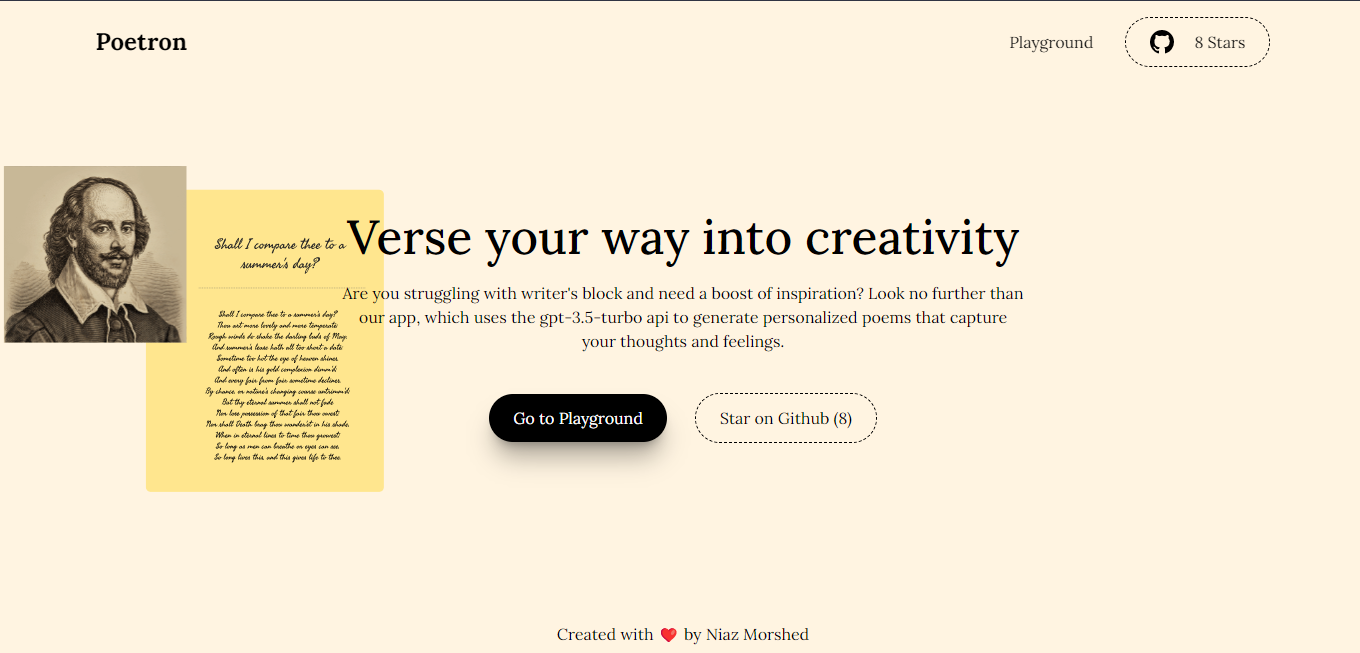 Poetron
Playground
8 Stars
Shall I compare thee to a
summer's day?
Shall I compare thee to a summer's day?
Thou art more lovely and more temperate:
Rough winds do shake the darling buds of May,
And summer's lease hath all too short a date:
Sometime too hot the eye of heaven shines,
And often is his gold complexion dimm'd;
And every fair from fair sometime declines,
By chance, or nature's changing course untrimm'd;
But thy eternal summer shall not fade
Nor lose possession of that fair thou owest;
Nor shall Death brag thou wander'st in his shade,
When in eternal lines to time thou growest;
So long as men can breathe or eyes can see,
So long lives this, and this gives life to thee.
Verse your way into creativity
Are you struggling with writer's block and need a boost of inspiration? Look no further than
our app, which uses the gpt-3.5-turbo api to generate personalized poems that capture
your thoughts and feelings.
Go to Playground
Star on Github (8)
Created with ❤️ by Niaz Morshed